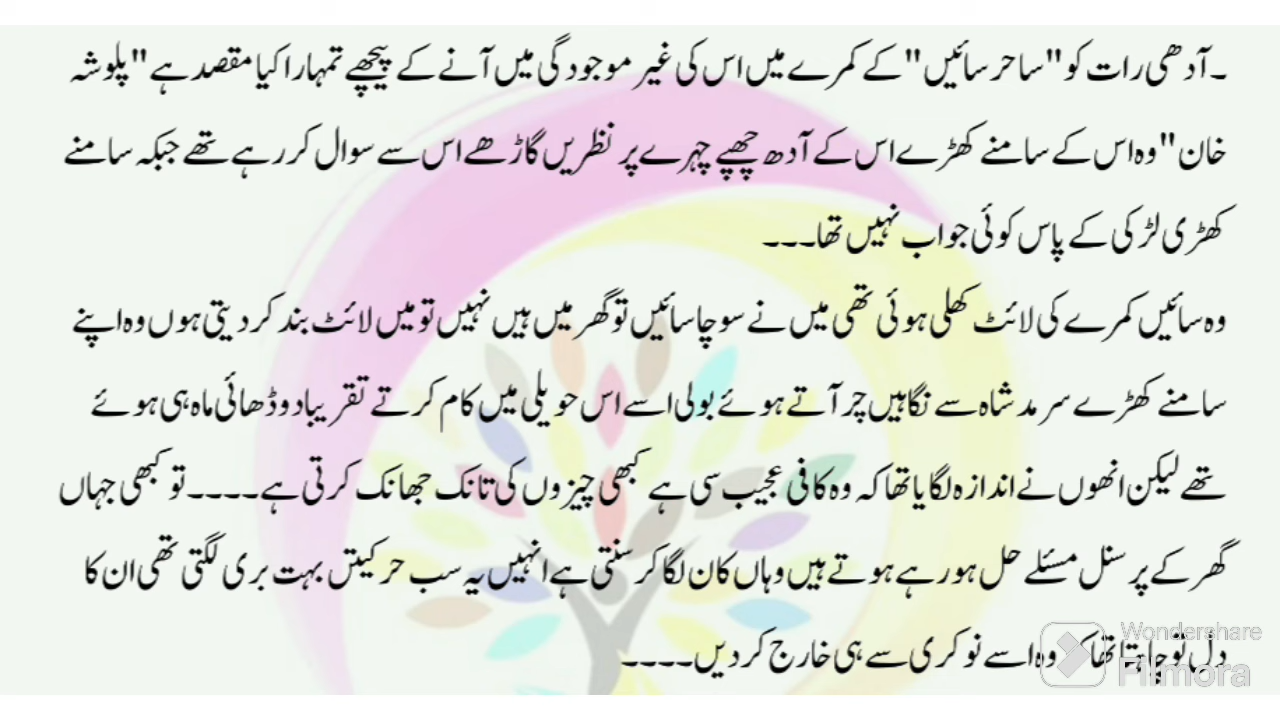 ۔آدھی رات کو "ساحر سائیں" کے کمرے میں اس کی غیر موجودگی میں آنے کے پیچھے تمہارا کیا مقصد ہے "پلوشہ
خان" وہ اس کے سامنے کھڑے اس کے آدھ چھپے چہرے پر نظریں گاڑھے اس سے سوال کر رہے تھے جبکہ سامنے
کھڑی لڑکی کے پاس کوئی جواب نہیں تھا۔۔۔
وہ سائیں کمرے کی لائٹ کھلی ہوئی تھی میں نے سوچا سائیں تو گھر میں ہیں نہیں تو میں لائٹ بند کر دیتی ہوں وہ اپنے
سامنے کھڑے سرمد شاہ سے نگاہیں چرآتے ہوئے بولی اسے اس حویلی میں کام کرتے تقریبا دو ڈھائی ماہ ہی ہوئے
تھے لیکن انھوں نے اندازہ لگایا تھا کہ وہ کافی عجیب سی ہے کبھی چیزوں کی تانک جھانک کرتی ہے۔۔۔۔تو کبھی جہاں
گھر کے پرسنل مسئلے حل ہو رہے ہوتے ہیں وہاں کان لگا کر سنتی ہے انہیں یہ سب حرکیتں بہت بری لگتی تھی ان کا
دل تو چاہتا تھا کہ وہ اسے نوکری سے ہی خارج کر دیں۔۔۔۔
Wondershare
Filmora